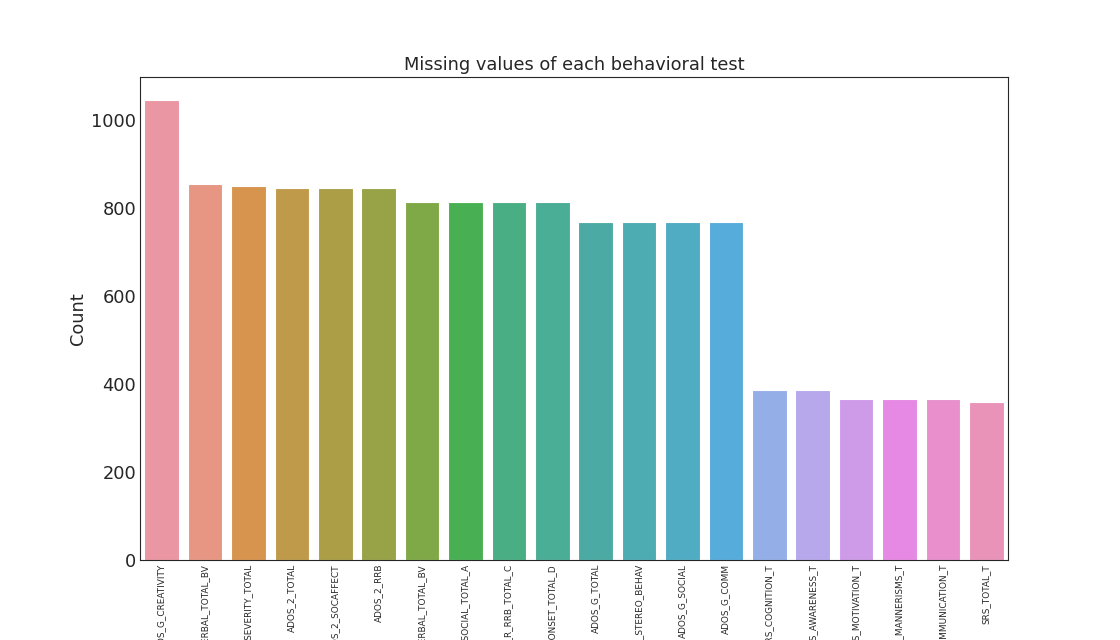 Missing values of each behavioral test
Count
1000
800
600
400
200
0
OS_G_CREATIVITY
ERBAL_TOTAL_BV
SEVERITY_TOTAL
ADOS_2_TOTAL
S_2_SOCAFFECT
ADOS_2_RRB
ERBAL_TOTAL_BV
SOCIAL_TOTAL_A
R_RRB_TOTAL_C
ONSET_TOTAL_D
ADOS_G_TOTAL
_STEREO_BEHAV
ADOS_G_SOCIAL
ADOS_G_COMM
RS_COGNITION_T
S_AWARENESS_T
S_MOTIVATION_T
_MANNERISMS_T
MMUNICATION_T
SRS_TOTAL_T